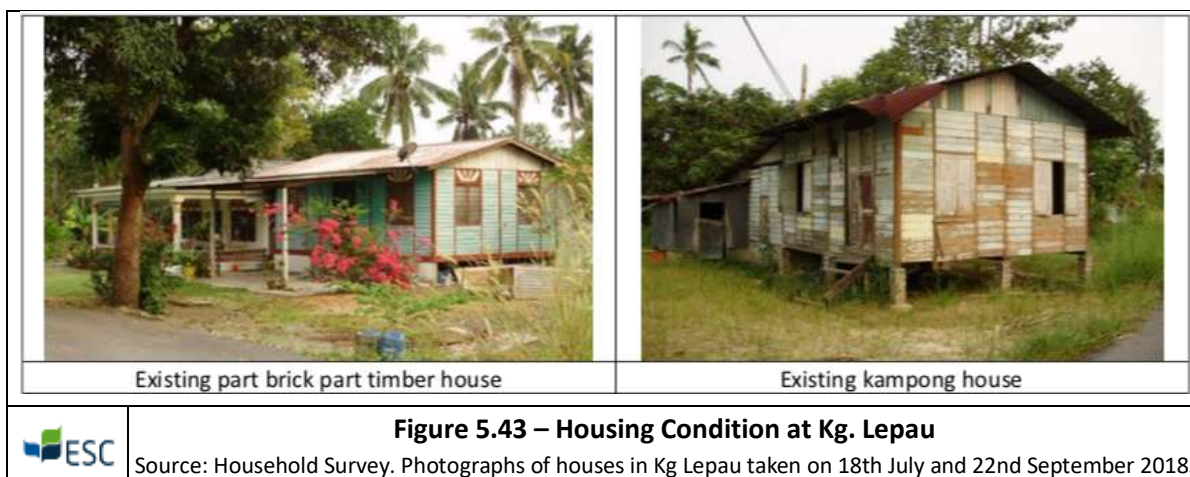 Existing part brick part timber house
Existing kampong house
ESC
Figure 5.43 – Housing Condition at Kg. Lepau
Source: Household Survey. Photographs of houses in Kg Lepau taken on 18th July and 22nd September 2018